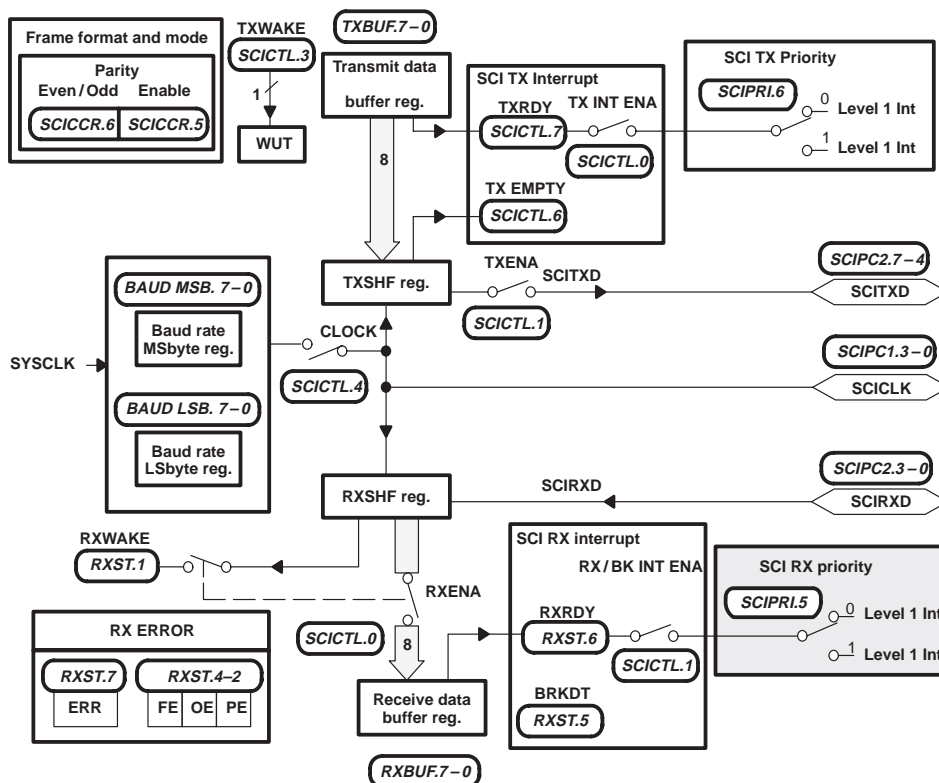 Frame format and mode
Parity
Even / Odd Enable
SCICCR.6 SCICCR.5
TXWAKE
SCICTL.3
1
WUT
TXBUF.7–0
Transmit data
buffer reg.
8
SCI TX Interrupt
TXRDY TX INT ENA
SCICTL.7
SCICTL.0
TX EMPTY
SCICTL.6
SCI TX Priority
SCIPRI.6
0
Level 1 Int
1
Level 1 Int
SYSCLK
BAUD MSB. 7–0
Baud rate
MSbyte reg.
BAUD LSB. 7–0
Baud rate
LSbyte reg.
CLOCK
SCICTL.4
TXSHF reg.
TXENA
SCITXD
SCICTL.1
SCIPC2.7–4
SCITXD
SCIPC1.3–0
SCICLK
SCIPC2.3–0
SCIRXD
SCIRXD
RXSHF reg.
RXWAKE
RXST.1
RXENA
SCICTL.0
8
Receive data
buffer reg.
RXBUF.7–0
RX ERROR
RXST.7 RXST.4–2
ERR FE OE PE
SCI RX interrupt
RX / BK INT ENA
RXRDY
RXST.6
SCICTL.1
BRKDT
RXST.5
SCI RX priority
SCIPRI.5
0
Level 1 Int
1
Level 1 Int